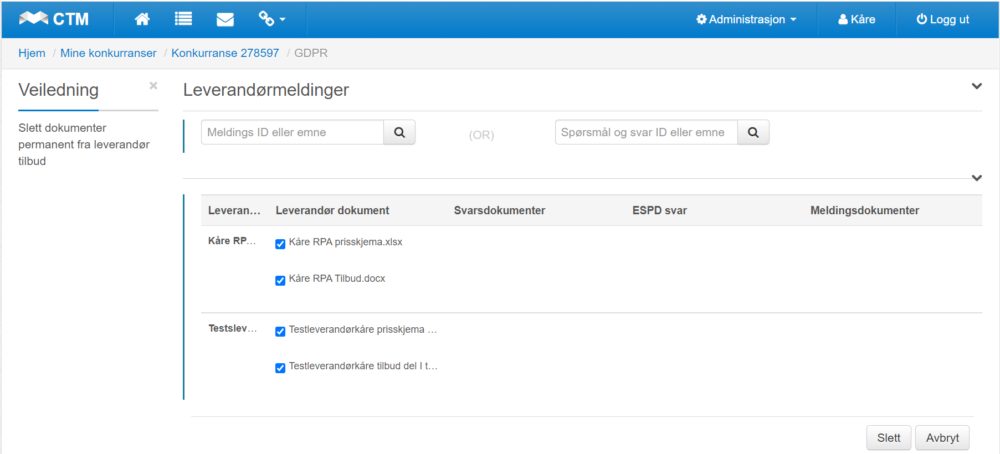 CTM
Administrasjon
Kåre
Logg ut
Hjem / Mine konkurranser / Konkurranse 278597 / GDPR
Veiledning
Slett dokumenter
permanent fra leverandør
tilbud
Leverandørmeldinger
Meldings ID eller emne
(OR)
Spørsmål og svar ID eller emne
Leveran... Leverandør dokument Svarsdokumenter ESPD svar Meldingsdokumenter
Kåre RP... Kåre RPA prisskjema.xlsx
Kåre RPA Tilbud.docx
Testslev... Testleverandørkåre prisskjema ...
Testleverandørkåre tilbud del I t...
Slett
Avbryt